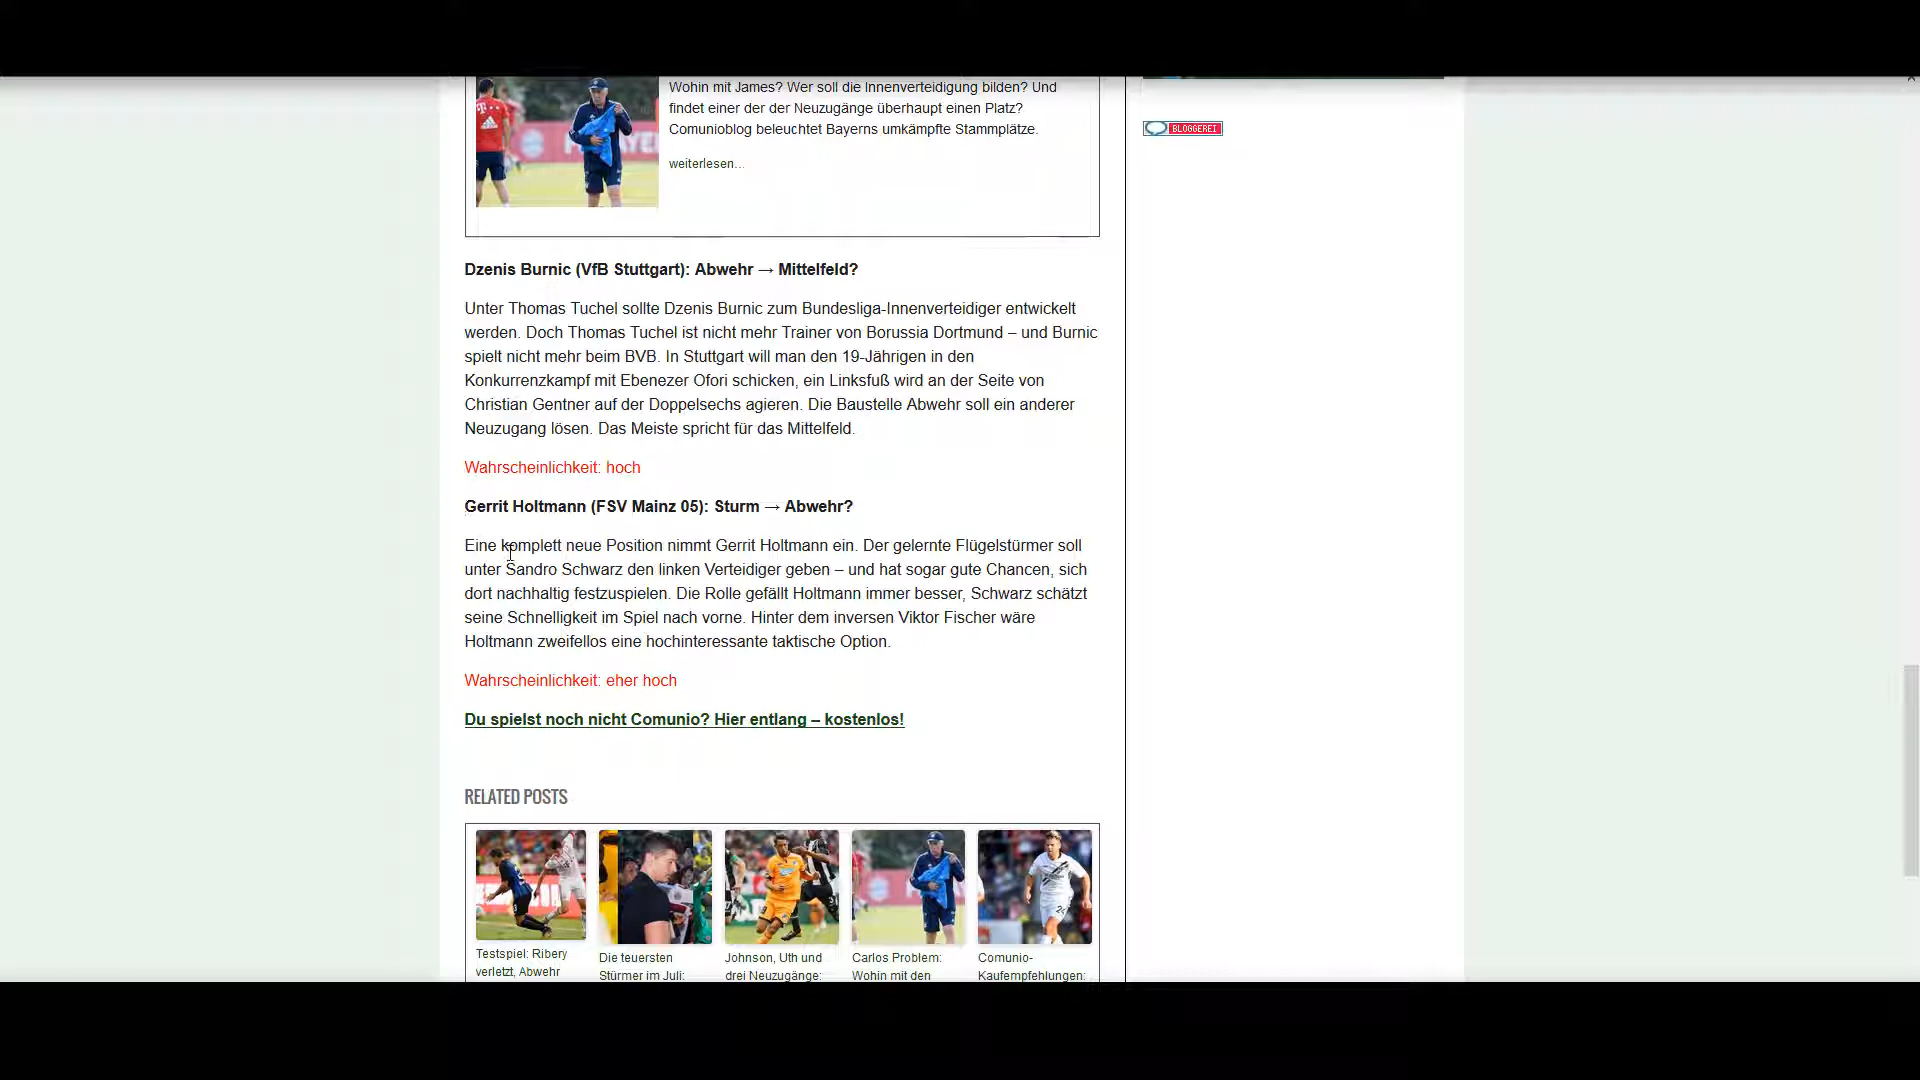 Wohin mit James? Wer soll die Innenverteidigung bilden? Und
findet einer der der Neuzugänge überhaupt einen Platz?
Comunioblog beleuchtet Bayerns umkämpfte Stammplätze.
weiterlesen...
BLOGGEREI
Dzenis Burnic (VfB Stuttgart): Abwehr → Mittelfeld?
Unter Thomas Tuchel sollte Dzenis Burnic zum Bundesliga-Innenverteidiger entwickelt
werden. Doch Thomas Tuchel ist nicht mehr Trainer von Borussia Dortmund – und Burnic
spielt nicht mehr beim BVB. In Stuttgart will man den 19-Jährigen in den
Konkurrenzkampf mit Ebenezer Ofori schicken, ein Linksfuß wird an der Seite von
Christian Gentner auf der Doppelsechs agieren. Die Baustelle Abwehr soll ein anderer
Neuzugang lösen. Das Meiste spricht für das Mittelfeld.
Wahrscheinlichkeit: hoch
Gerrit Holtmann (FSV Mainz 05): Sturm → Abwehr?
Eine komplett neue Position nimmt Gerrit Holtmann ein. Der gelernte Flügelstürmer soll
unter Sandro Schwarz den linken Verteidiger geben – und hat sogar gute Chancen, sich
dort nachhaltig festzuspielen. Die Rolle gefällt Holtmann immer besser, Schwarz schätzt
seine Schnelligkeit im Spiel nach vorne. Hinter dem inversen Viktor Fischer wäre
Holtmann zweifellos eine hochinteressante taktische Option.
Wahrscheinlichkeit: eher hoch
Du spielst noch nicht Comunio? Hier entlang – kostenlos!
RELATED POSTS
Testspiel: Ribery
verletzt, Abwehr
Die teuersten
Stürmer im Juli:
Johnson, Uth und
drei Neuzugänge:
Carlos Problem:
Wohin mit den
Comunio-
Kaufempfehlungen: